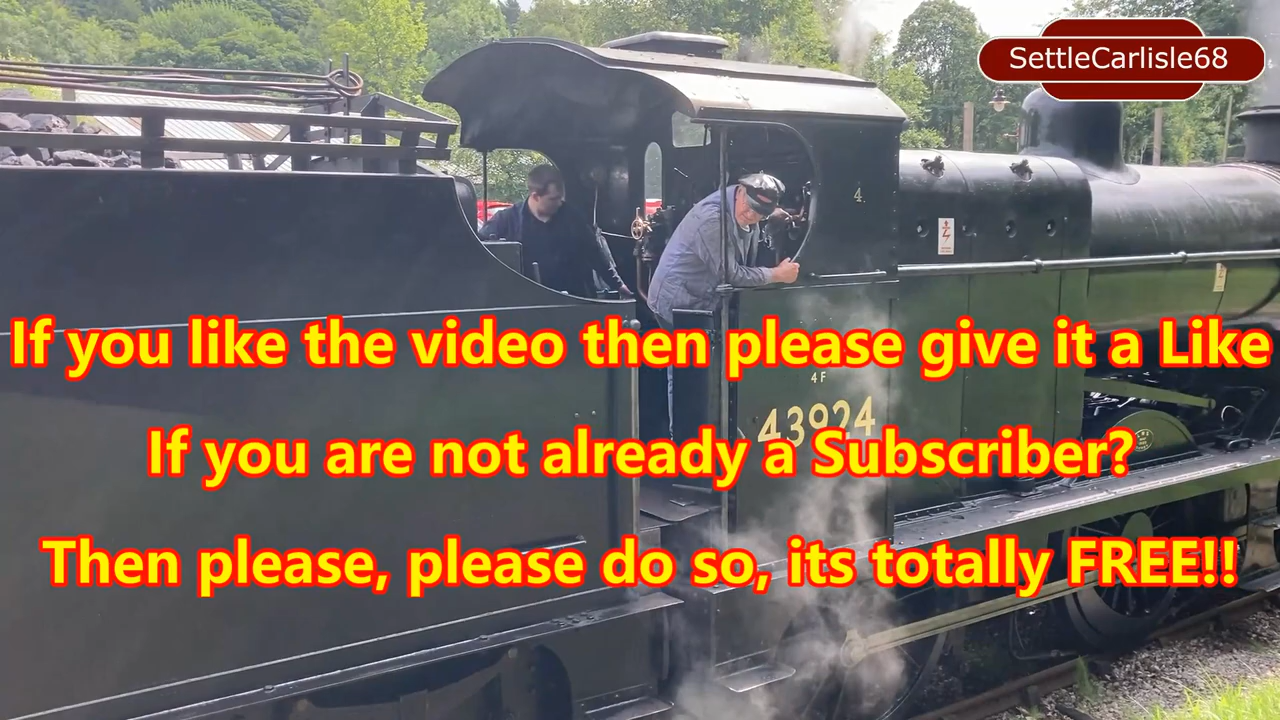 SettleCarlisle68
4
If you like the video then please give it a Like
4F
43924
If you are not already a Subscriber?
Then please, please do so, its totally FREE!!